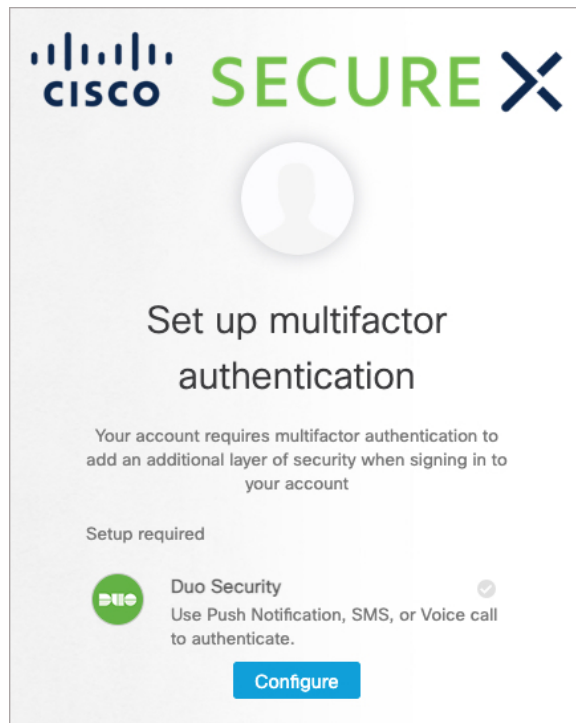 CISCO SECURE X
Set up multifactor
authentication
Your account requires multifactor authentication to
add an additional layer of security when signing in to
your account
Setup required
DUO
Duo Security
Use Push Notification, SMS, or Voice call
to authenticate.
Configure